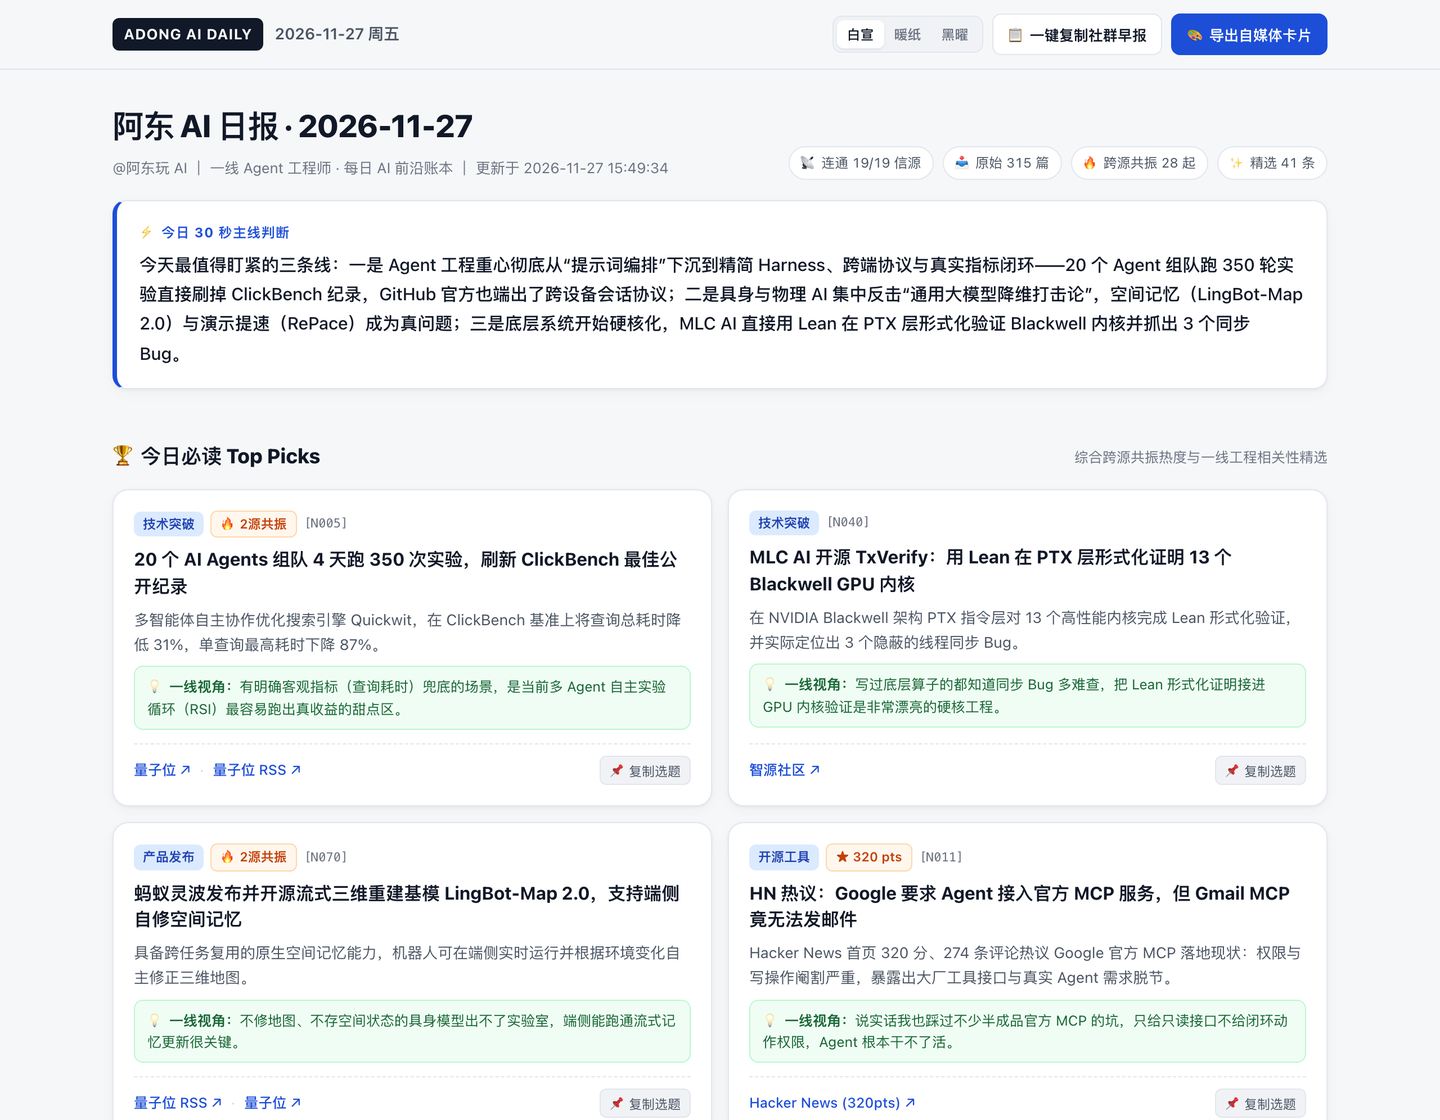 ADONG AI DAILY 2026-11-27 周五
白宣 暖纸 黑曜 一键复制社群早报 导出自媒体卡片
阿东 AI 日报 · 2026-11-27
@阿东玩 AI | 一线 Agent 工程师 · 每日 AI 前沿账本 | 更新于 2026-11-27 15:49:34
连通 19/19 信源 原始 315 篇 跨源共振 28 起 精选 41 条
今日 30 秒主线判断
今天最值得盯紧的三条线：一是 Agent 工程重心彻底从“提示词编排”下沉到精简 Harness、跨端协议与真实指标闭环——20 个 Agent 组队跑 350 轮实
验直接刷掉 ClickBench 纪录，GitHub 官方也端出了跨设备会话协议；二是具身与物理 AI 集中反击“通用大模型降维打击论”，空间记忆（LingBot-Map
2.0）与演示提速（RePace）成为真问题；三是底层系统开始硬核化，MLC AI 直接用 Lean 在 PTX 层形式化验证 Blackwell 内核并抓出 3 个同步
Bug。
今日必读 Top Picks
综合跨源共振热度与一线工程相关性精选
技术突破 2源共振 [N005]
20 个 AI Agents 组队 4 天跑 350 次实验，刷新 ClickBench 最佳公
开纪录
多智能体自主协作优化搜索引擎 Quickwit，在 ClickBench 基准上将查询总耗时降
低 31%，单查询最高耗时下降 87%。
一线视角：有明确客观指标（查询耗时）兜底的场景，是当前多 Agent 自主实验
循环（RSI）最容易跑出真收益的甜点区。
量子位 ↗ · 量子位 RSS ↗ 复制选题
技术突破 [N040]
MLC AI 开源 TxVerify：用 Lean 在 PTX 层形式化证明 13 个
Blackwell GPU 内核
在 NVIDIA Blackwell 架构 PTX 指令层对 13 个高性能内核完成 Lean 形式化验证，
并实际定位出 3 个隐蔽的线程同步 Bug。
一线视角：写过底层算子的都知道同步 Bug 多难查，把 Lean 形式化证明接进
GPU 内核验证是非常漂亮的硬核工程。
智源社区 ↗ 复制选题
产品发布 2源共振 [N070]
蚂蚁灵波发布并开源流式三维重建基模 LingBot-Map 2.0，支持端侧
自修空间记忆
具备跨任务复用的原生空间记忆能力，机器人可在端侧实时运行并根据环境变化自
主修正三维地图。
一线视角：不修地图、不存空间状态的具身模型出不了实验室，端侧能跑通流式记
忆更新很关键。
量子位 RSS ↗ · 量子位 ↗ 复制选题
开源工具 ★ 320 pts [N011]
HN 热议：Google 要求 Agent 接入官方 MCP 服务，但 Gmail MCP
竟无法发邮件
Hacker News 首页 320 分、274 条评论热议 Google 官方 MCP 落地现状：权限与
写操作阉割严重，暴露出大厂工具接口与真实 Agent 需求脱节。
一线视角：说实话我也踩过不少半成品官方 MCP 的坑，只给只读接口不给闭环动
作权限，Agent 根本干不了活。
Hacker News (320pts) ↗ 复制选题